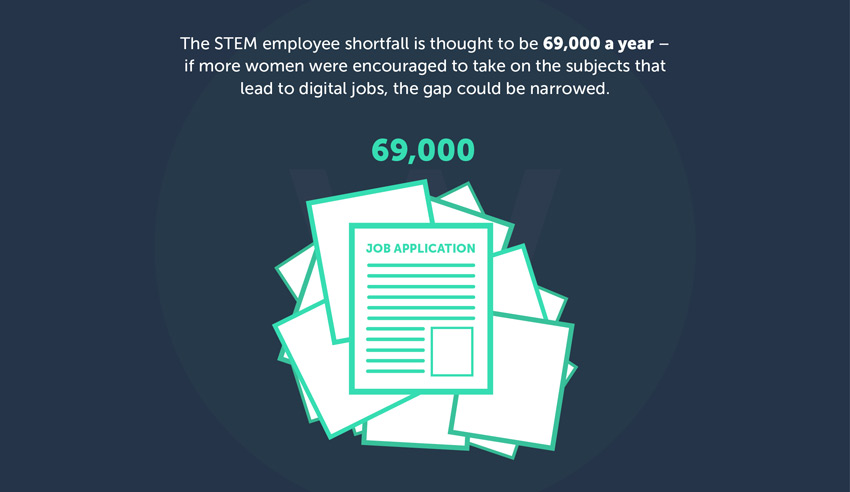 The STEM employee shortfall is thought to be 69,000 a year –
if more women were encouraged to take on the subjects that
lead to digital jobs, the gap could be narrowed.
69,000
JOB APPLICATION